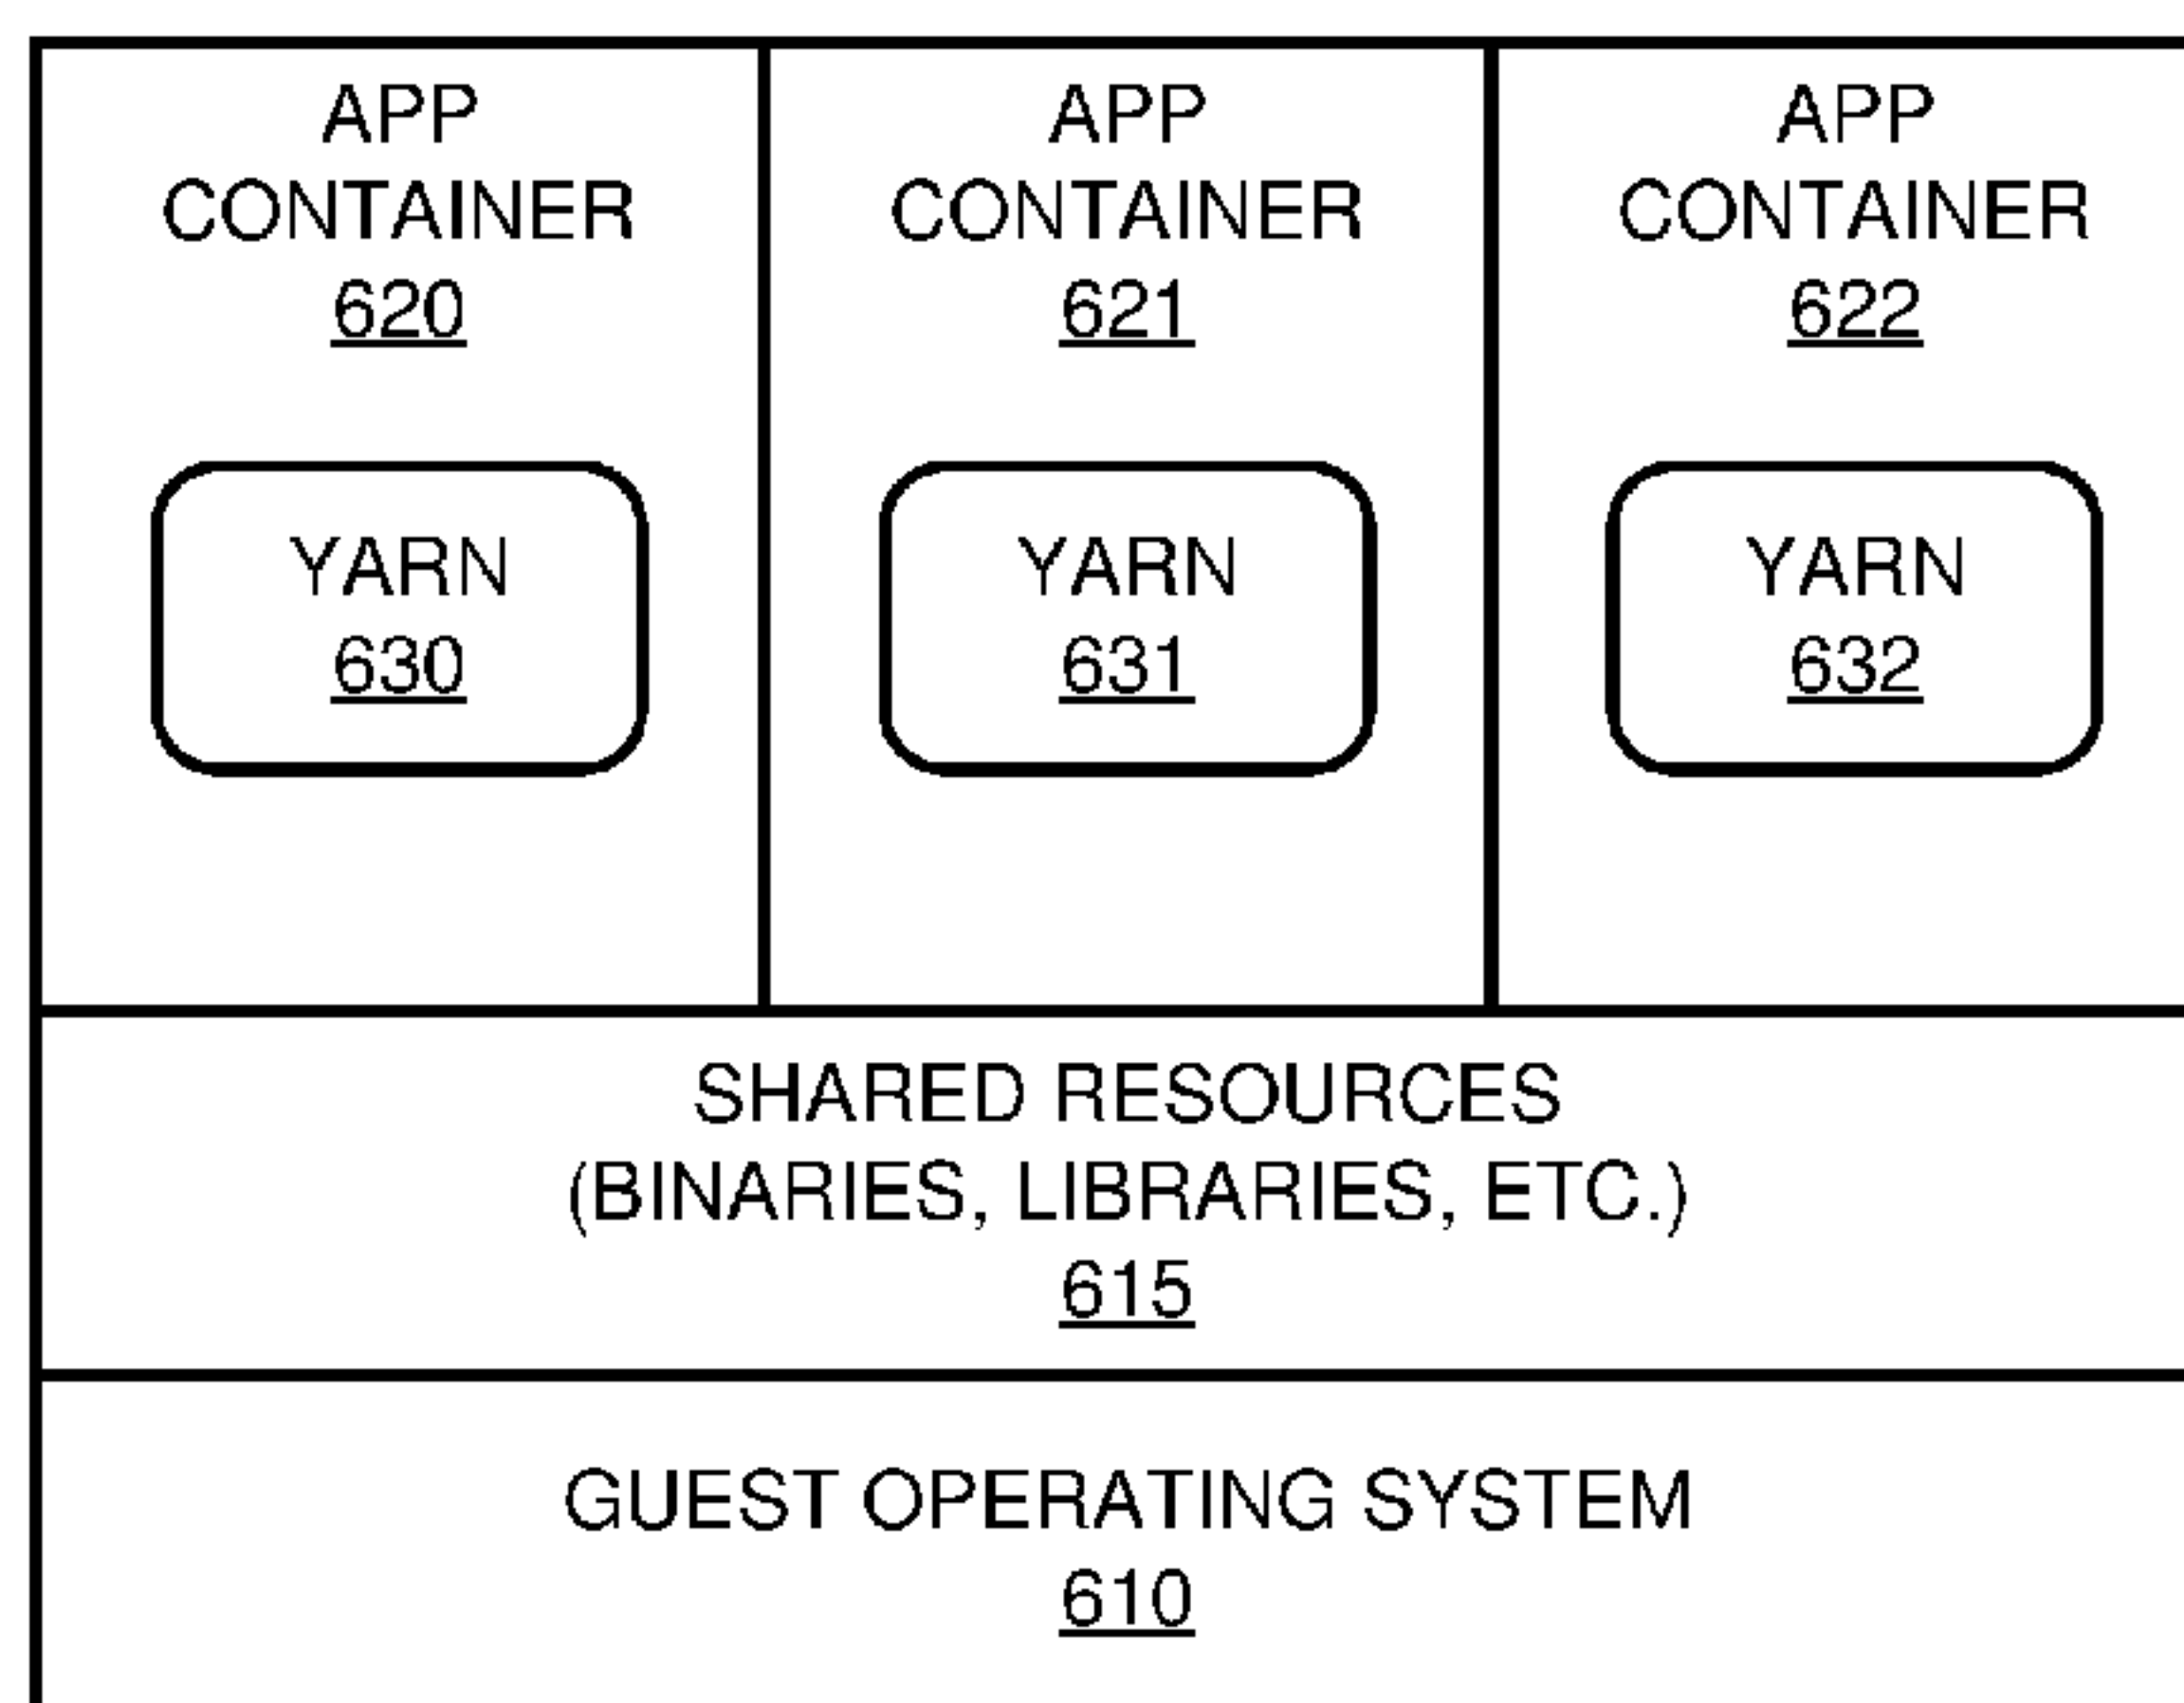 APP
CONTAINER
620
APP
CONTAINER
621
APP
CONTAINER
622
YARN
630
YARN
631
YARN
632
SHARED RESOURCES
(BINARIES, LIBRARIES, ETC.)
615
GUEST OPERATING SYSTEM
610